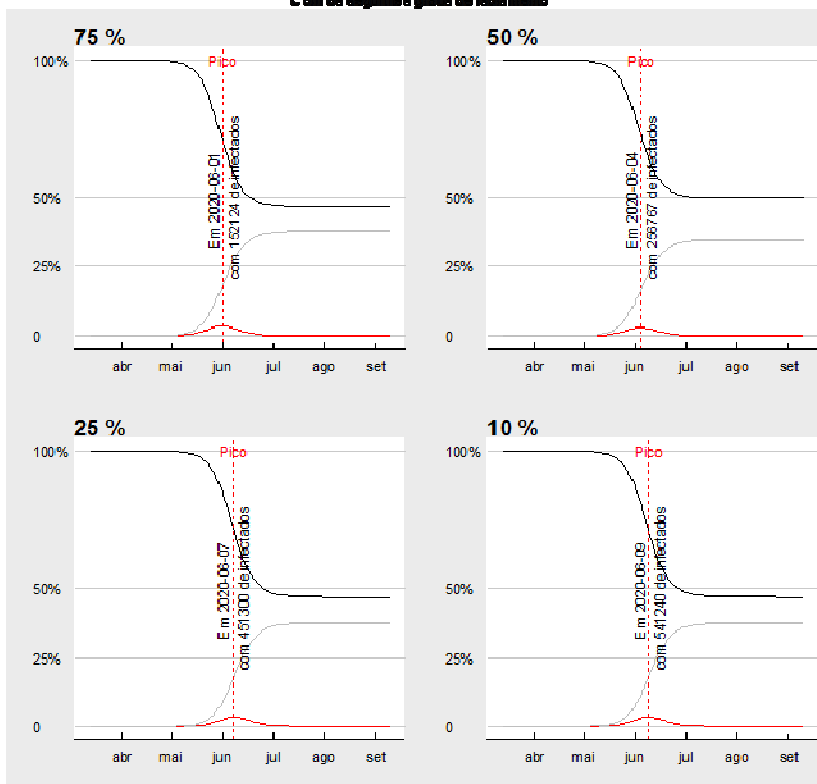 75 %
100%
50%
25%
0
Pico
Em 2020-06-01
com 152124 de infectados
abr mai jun jul ago set
50 %
100%
50%
25%
0
Pico
Em 2020-06-04
com 256767 de infectados
abr mai jun jul ago set
25 %
100%
50%
25%
0
Pico
Em 2020-06-07
com 451300 de infectados
abr mai jun jul ago set
10 %
100%
50%
25%
0
Pico
Em 2020-06-09
com 541240 de infectados
abr mai jun jul ago set